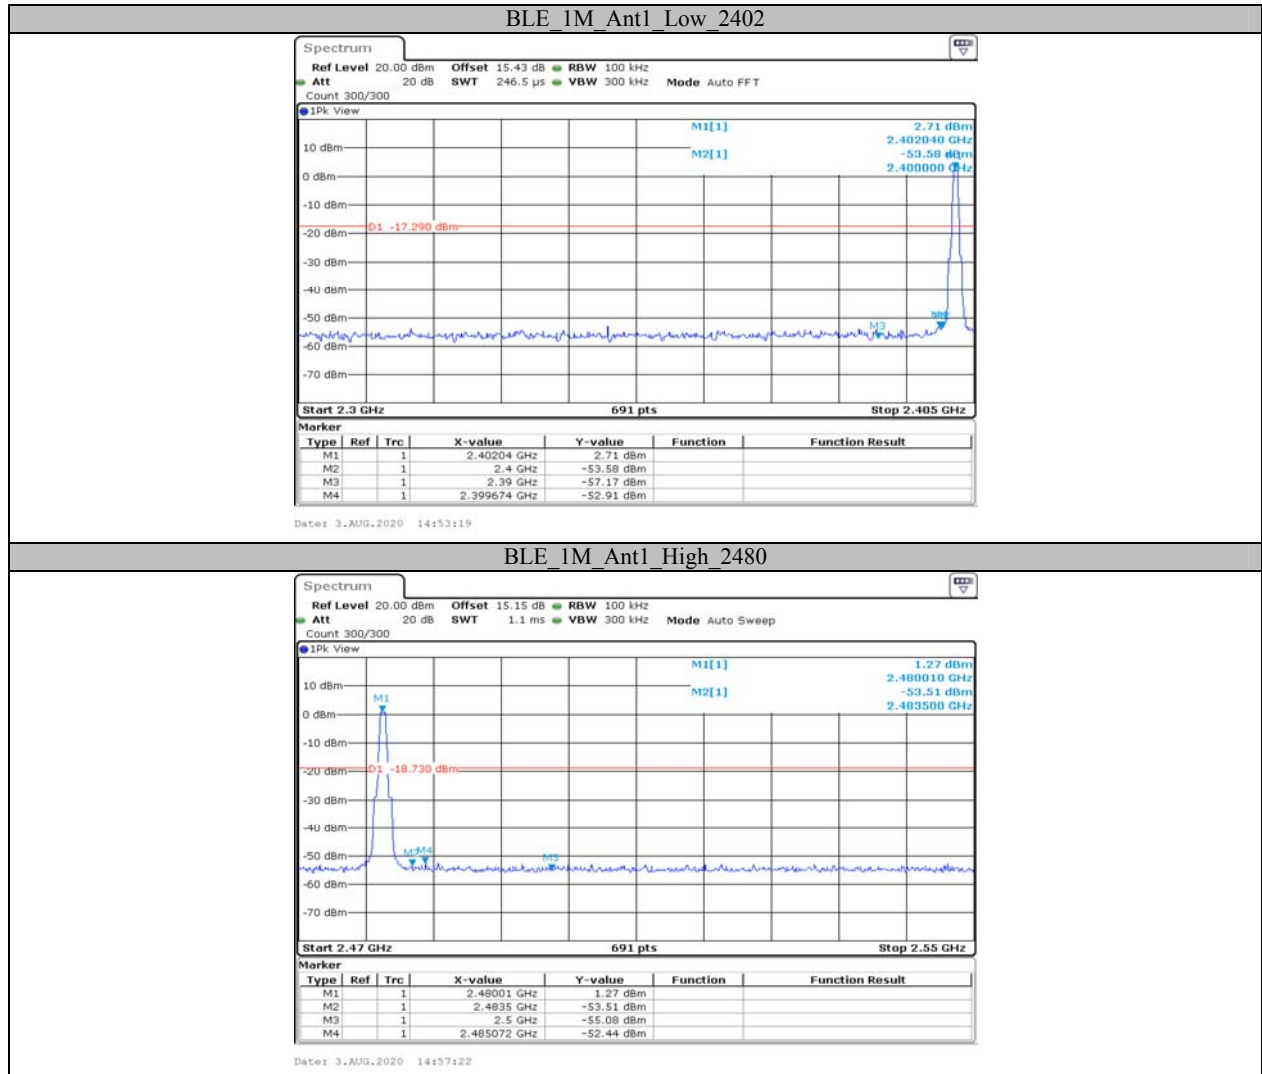 BLE_1M_Ant1_Low_2402
Spectrum
Ref Level 20.00 dBm Offset 15.43 dB RBW 100 kHz
Att 20 dB SWT 246.5 µs VBW 300 kHz Mode Auto FFT
Count 300/300
1Pk View
M1[1] 2.71 dBm
2.402040 GHz
10 dBm
M2[1] -53.58 dBm
2.400000 GHz
0 dBm
-10 dBm
D1 -17.290 dBm
-20 dBm
-30 dBm
-40 dBm
-50 dBm
M3
-60 dBm
-70 dBm
Start 2.3 GHz 691 pts Stop 2.405 GHz
Marker
Type Ref Trc X-value Y-value Function Function Result
M1 1 2.40204 GHz 2.71 dBm
M2 1 2.4 GHz -53.58 dBm
M3 1 2.39 GHz -57.17 dBm
M4 1 2.399674 GHz -52.91 dBm
Date: 3.AUG.2020 14:53:19
BLE_1M_Ant1_High_2480
Spectrum
Ref Level 20.00 dBm Offset 15.15 dB RBW 100 kHz
Att 20 dB SWT 1.1 ms VBW 300 kHz Mode Auto Sweep
Count 300/300
1Pk View
M1[1] 1.27 dBm
2.480010 GHz
10 dBm
M2[1] -53.51 dBm
M1
2.483500 GHz
0 dBm
-10 dBm
D1 -18.730 dBm
-20 dBm
-30 dBm
-40 dBm
M2 M4
M3
-50 dBm
-60 dBm
-70 dBm
Start 2.47 GHz 691 pts Stop 2.55 GHz
Marker
Type Ref Trc X-value Y-value Function Function Result
M1 1 2.48001 GHz 1.27 dBm
M2 1 2.4835 GHz -53.51 dBm
M3 1 2.5 GHz -55.08 dBm
M4 1 2.485072 GHz -52.44 dBm
Date: 3.AUG.2020 14:57:22